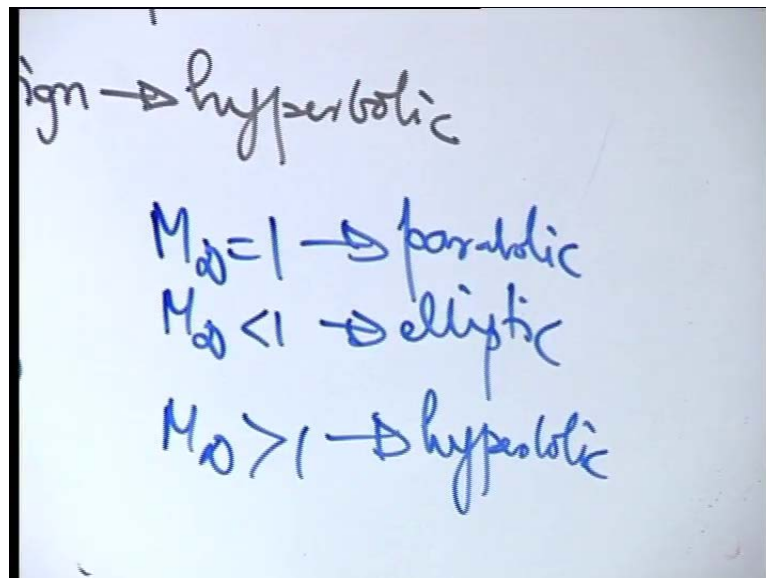 ign → hyperbolic
M∞ = 1 → parabolic
M∞ < 1 → elliptic
M∞ > 1 → hyperbolic